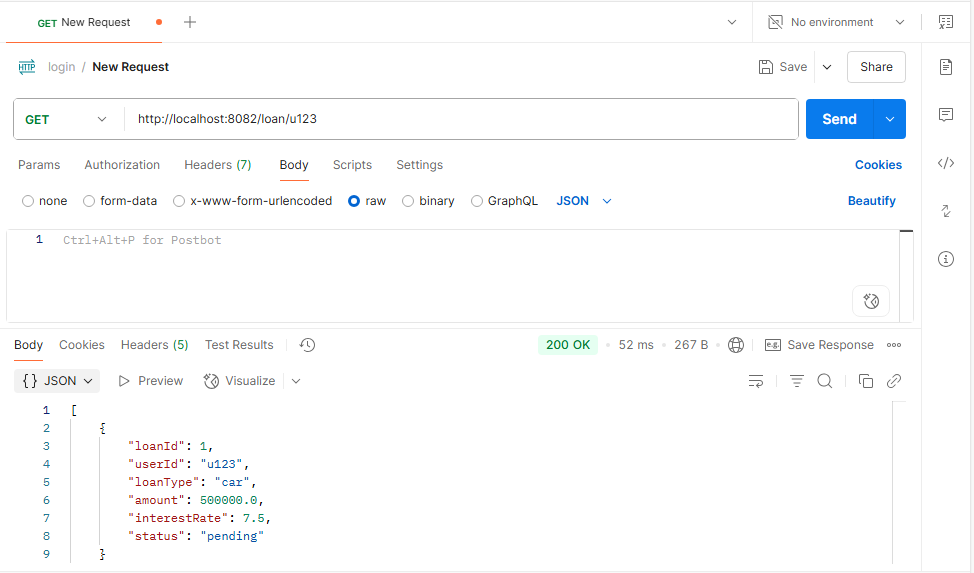 GET New Request
No environment
HTTP login / New Request
Save
Share
GET
http://localhost:8082/loan/u123
Send
Params Authorization Headers (7) Body Scripts Settings
Cookies
none form-data x-www-form-urlencoded raw binary GraphQL JSON
Beautify
1 Ctrl+Alt+P for Postbot
Body Cookies Headers (5) Test Results
200 OK 52 ms 267 B e.g. Save Response
{} JSON Preview Visualize
1 [
2 {
3 "loanId": 1,
4 "userId": "u123",
5 "loanType": "car",
6 "amount": 500000.0,
7 "interestRate": 7.5,
8 "status": "pending"
9 }